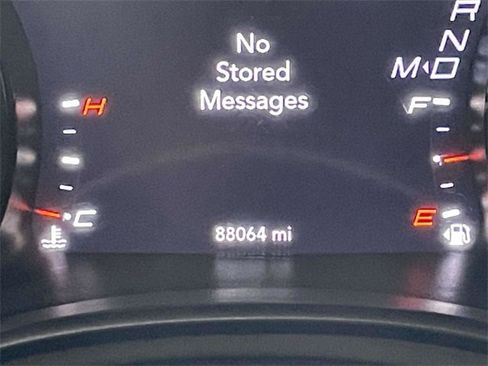 R
N
M D
No
Stored
Messages
H
F
C
E
88064 mi